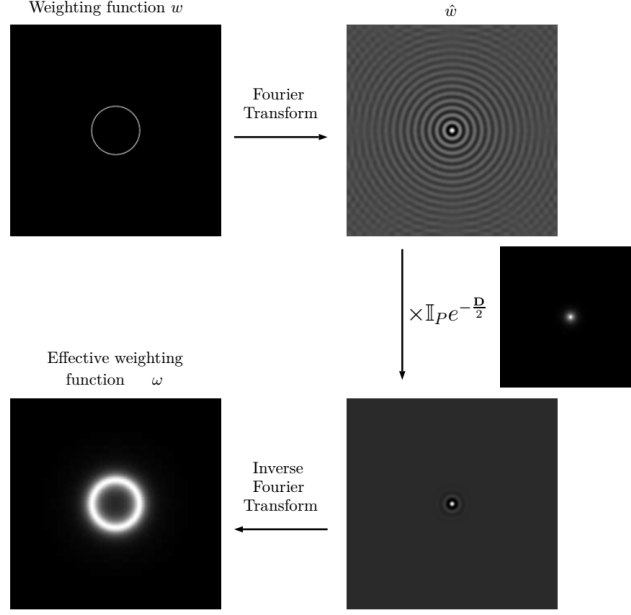 Weighting function w
ŵ
Fourier
Transform
×𝕀_P e^{-D/2}
Effective weighting
function ω
Inverse
Fourier
Transform